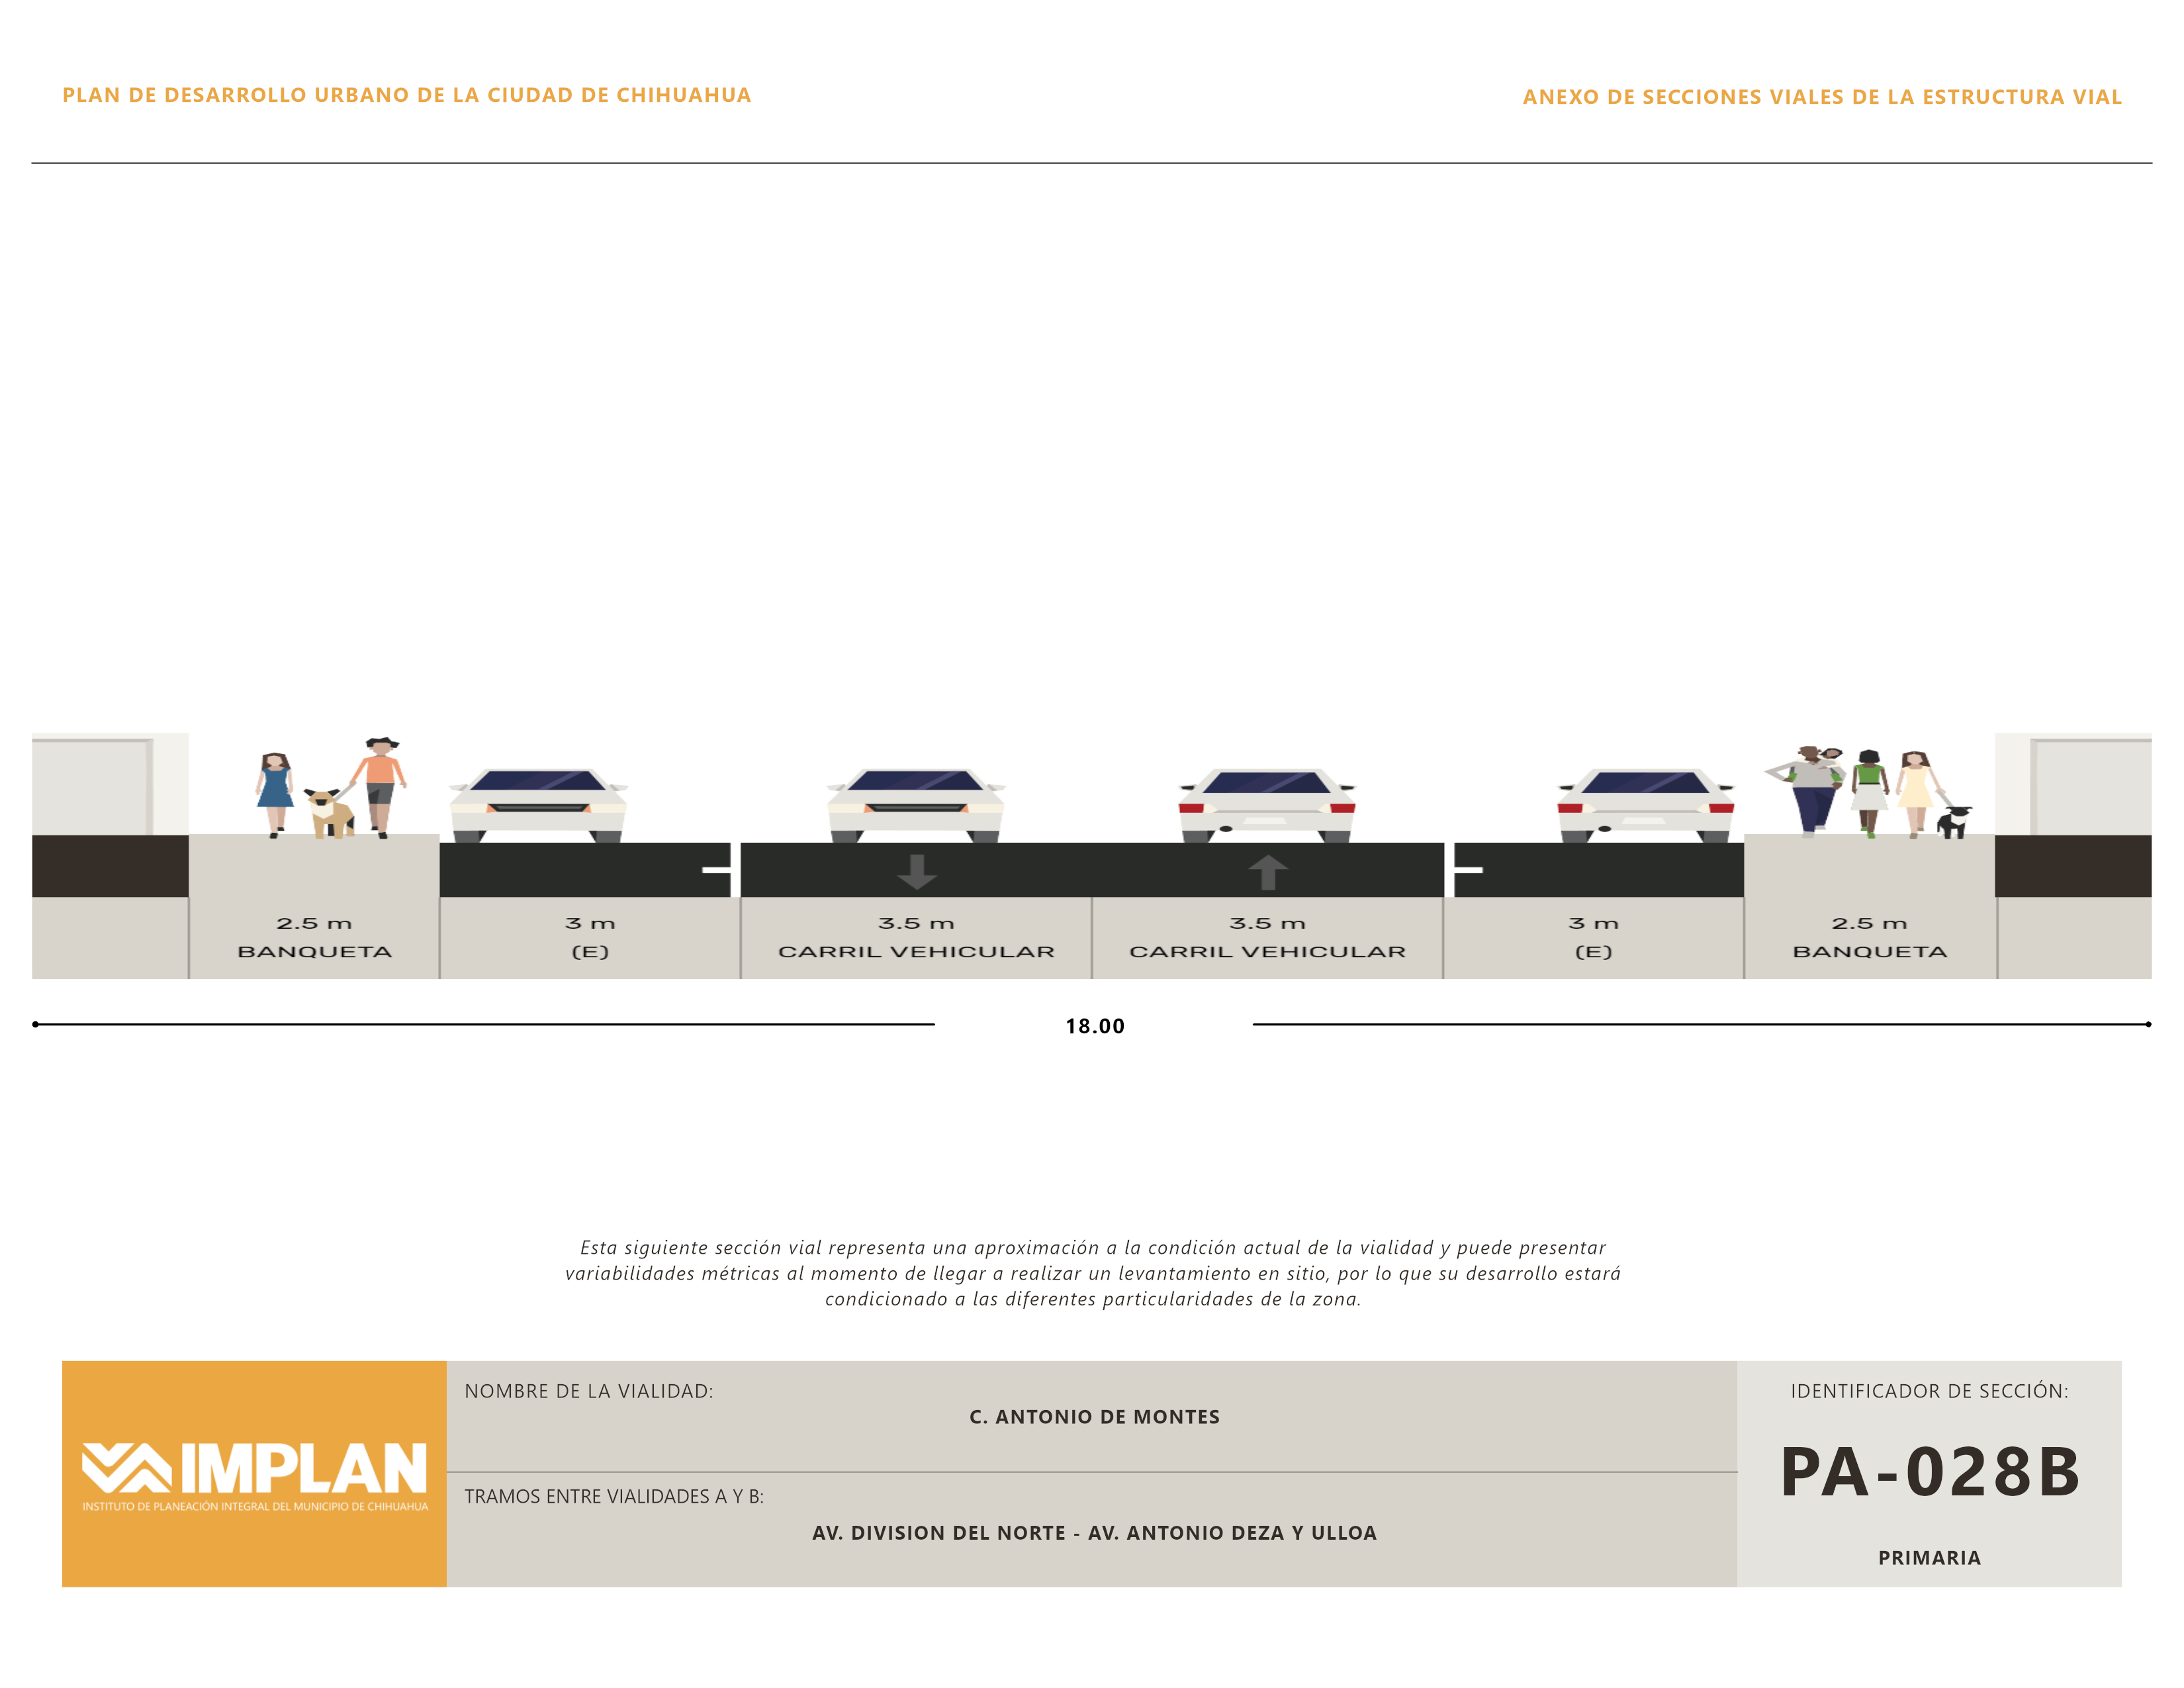 PLAN DE DESARROLLO URBANO DE LA CIUDAD DE CHIHUAHUA
ANEXO DE SECCIONES VIALES DE LA ESTRUCTURA VIAL
2.5 m
BANQUETA
3 m
(E)
3.5 m
CARRIL VEHICULAR
3.5 m
CARRIL VEHICULAR
3 m
(E)
2.5 m
BANQUETA
18.00
Esta siguiente sección vial representa una aproximación a la condición actual de la vialidad y puede presentar
variabilidades métricas al momento de llegar a realizar un levantamiento en sitio, por lo que su desarrollo estará
condicionado a las diferentes particularidades de la zona.
IMPLAN
INSTITUTO DE PLANEACIÓN INTEGRAL DEL MUNICIPIO DE CHIHUAHUA
NOMBRE DE LA VIALIDAD:
C. ANTONIO DE MONTES
TRAMOS ENTRE VIALIDADES A Y B:
AV. DIVISION DEL NORTE - AV. ANTONIO DEZA Y ULLOA
IDENTIFICADOR DE SECCIÓN:
PA-028B
PRIMARIA